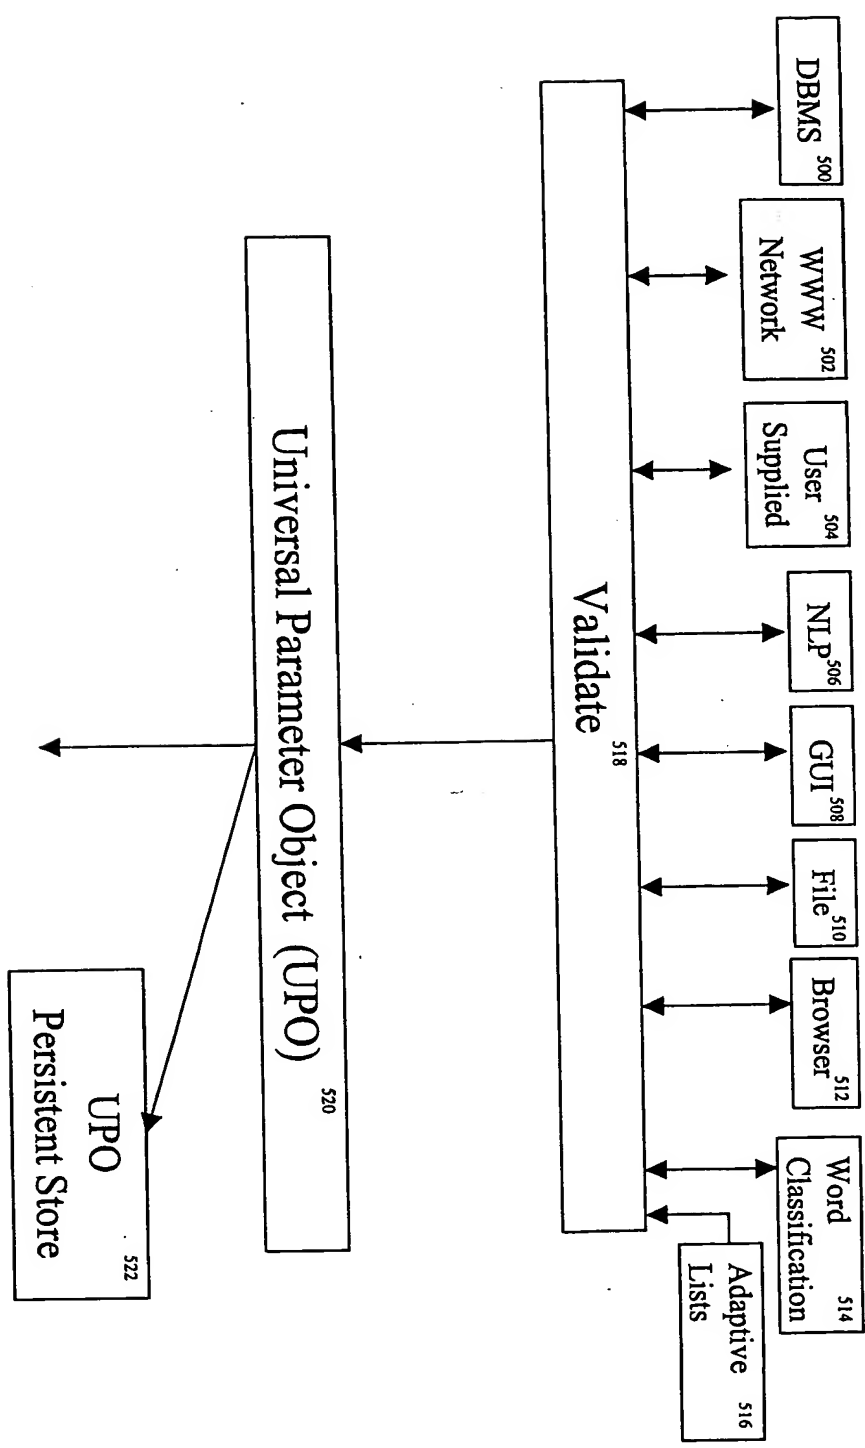 DBMS
500
WWW
Network
502
User
Supplied
504
NLP
506
GUI
508
File
510
Browser
512
Word
Classification
514
Adaptive
Lists
516
Validate
518
Universal Parameter Object (UPO)
520
UPO
Persistent Store
522